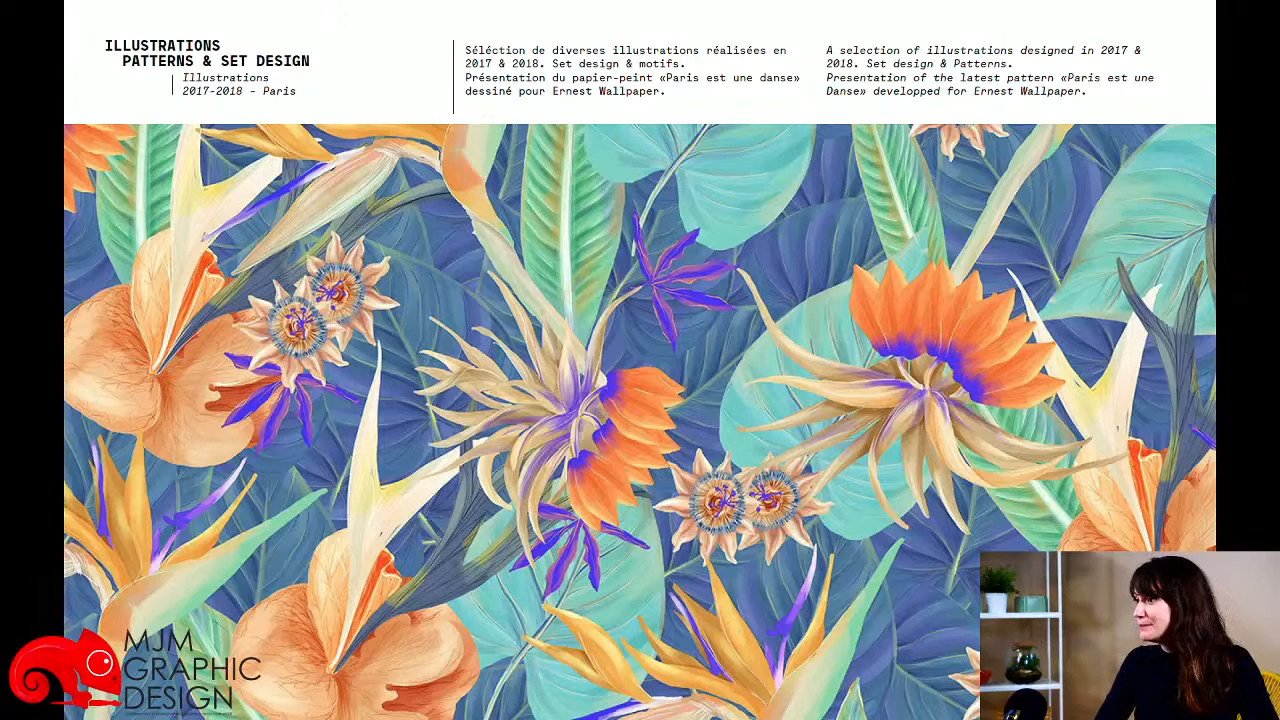 ILLUSTRATIONS
PATTERNS & SET DESIGN
Illustrations
2017-2018 - Paris
Séléction de diverses illustrations réalisées en
2017 & 2018. Set design & motifs.
Présentation du papier-peint «Paris est une danse»
dessiné pour Ernest Wallpaper.
A selection of illustrations designed in 2017 &
2018. Set design & Patterns.
Presentation of the latest pattern «Paris est une
Danse» developped for Ernest Wallpaper.
MJM
GRAPHIC
DESIGN